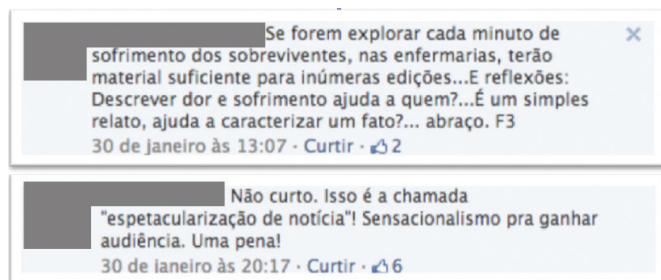 Se forem explorar cada minuto de
sofrimento dos sobreviventes, nas enfermarias, terão
material suficiente para inúmeras edições...E reflexões:
Descrever dor e sofrimento ajuda a quem?...É um simples
relato, ajuda a caracterizar um fato?... abraço. F3
30 de janeiro às 13:07 · Curtir · 2
Não curto. Isso é a chamada
"espetacularização de notícia"! Sensacionalismo pra ganhar
audiência. Uma pena!
30 de janeiro às 20:17 · Curtir · 6